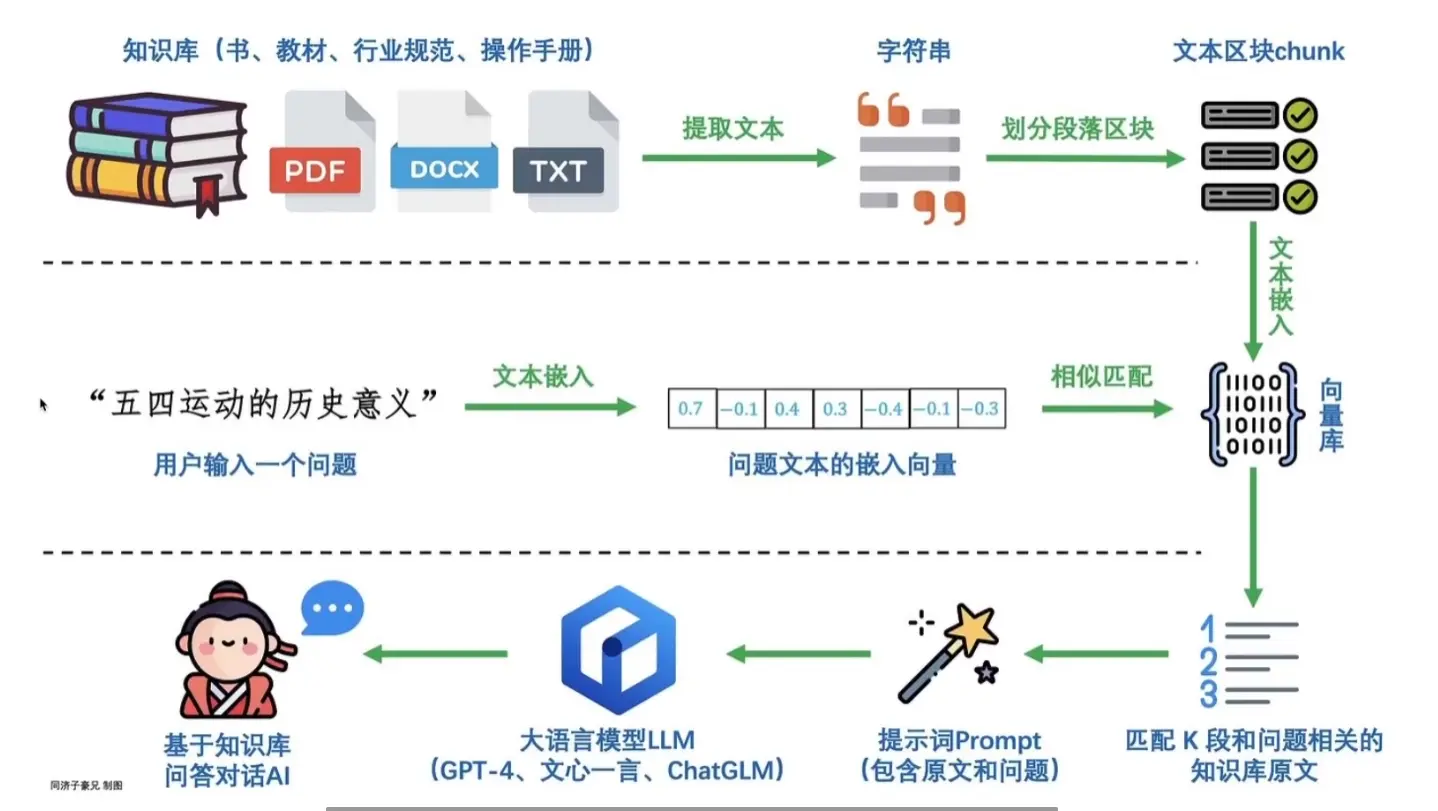 知识库（书、教材、行业规范、操作手册）
字符串
文本区块chunk
PDF
DOCX
TXT
提取文本
划分段落区块
文本嵌入
“五四运动的历史意义”
文本嵌入
0.7 −0.1 0.4 0.3 −0.4 −0.1 −0.3
相似匹配
11100
11011
10110
01011
向量库
用户输入一个问题
问题文本的嵌入向量
1
2
3
基于知识库
问答对话AI
大语言模型LLM
（GPT-4、文心一言、ChatGLM）
提示词Prompt
（包含原文和问题）
匹配 K 段和问题相关的
知识库原文
同济子豪兄 制图